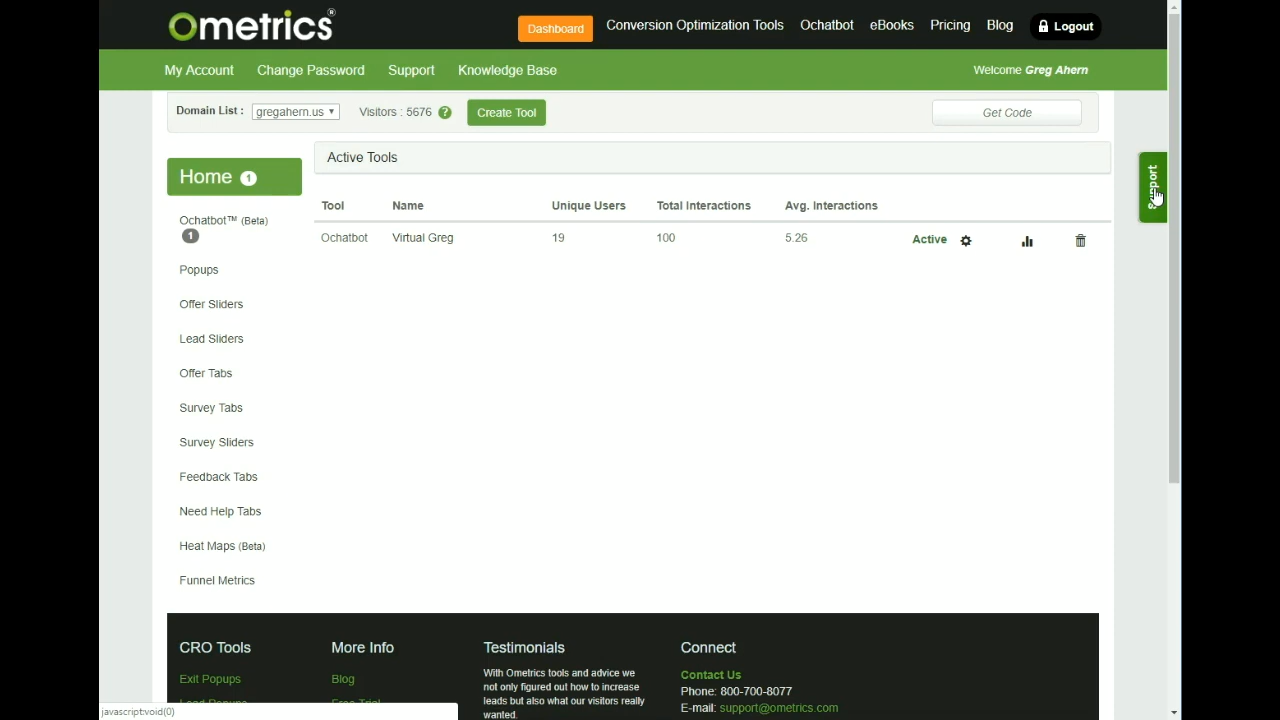 Ometrics®
Dashboard Conversion Optimization Tools Ochatbot eBooks Pricing Blog Logout
My Account Change Password Support Knowledge Base Welcome Greg Ahern
Domain List : gregahern.us Visitors : 5676 ? Create Tool Get Code
Home 1
Active Tools
Support
Tool Name Unique Users Total Interactions Avg. Interactions
Ochatbot Virtual Greg 19 100 5.26 Active
Ochatbot™ (Beta)
1
Popups
Offer Sliders
Lead Sliders
Offer Tabs
Survey Tabs
Survey Sliders
Feedback Tabs
Need Help Tabs
Heat Maps (Beta)
Funnel Metrics
CRO Tools
Exit Popups
More Info
Blog
Free Trial
Testimonials
With Ometrics tools and advice we
not only figured out how to increase
leads but also what our visitors really
wanted.
Connect
Contact Us
Phone: 800-700-8077
E-mail: support@ometrics.com
javascript:void(0)